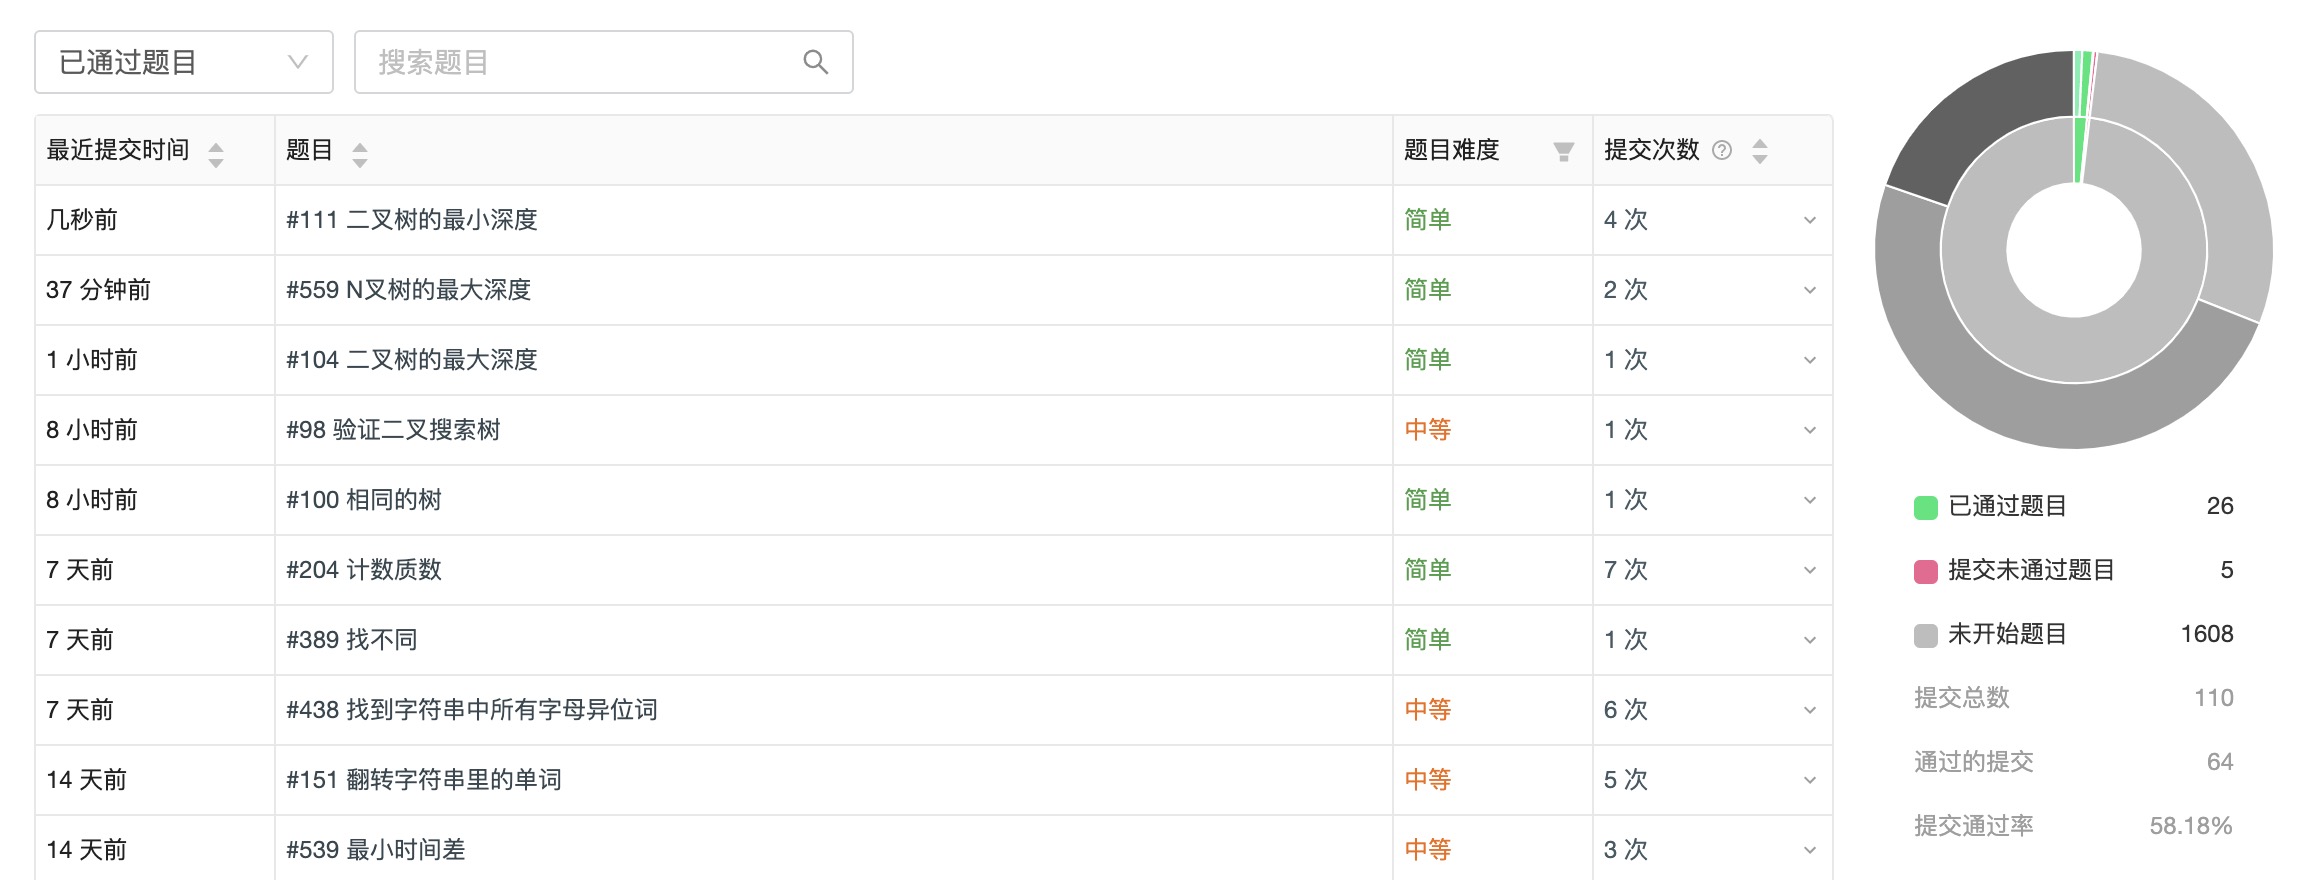 已通过题目 搜索题目
最近提交时间 题目 题目难度 提交次数 ?
几秒前 #111 二叉树的最小深度 简单 4 次
37 分钟前 #559 N叉树的最大深度 简单 2 次
1 小时前 #104 二叉树的最大深度 简单 1 次
8 小时前 #98 验证二叉搜索树 中等 1 次
8 小时前 #100 相同的树 简单 1 次
7 天前 #204 计数质数 简单 7 次
7 天前 #389 找不同 简单 1 次
7 天前 #438 找到字符串中所有字母异位词 中等 6 次
14 天前 #151 翻转字符串里的单词 中等 5 次
14 天前 #539 最小时间差 中等 3 次
已通过题目 26
提交未通过题目 5
未开始题目 1608
提交总数 110
通过的提交 64
提交通过率 58.18%